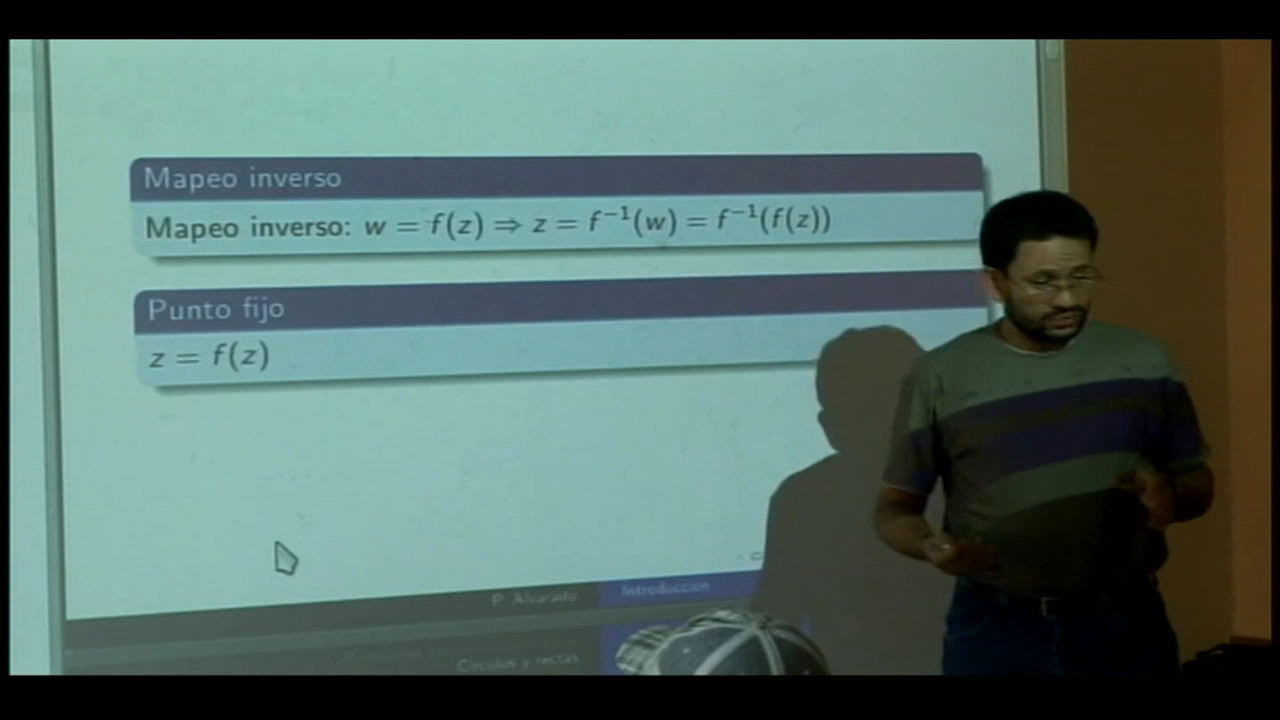 Mapeo inverso
Mapeo inverso: w = f(z) ⇒ z = f⁻¹(w) = f⁻¹(f(z))
Punto fijo
z = f(z)
P. Alvarado Introducción
Círculos y rectas